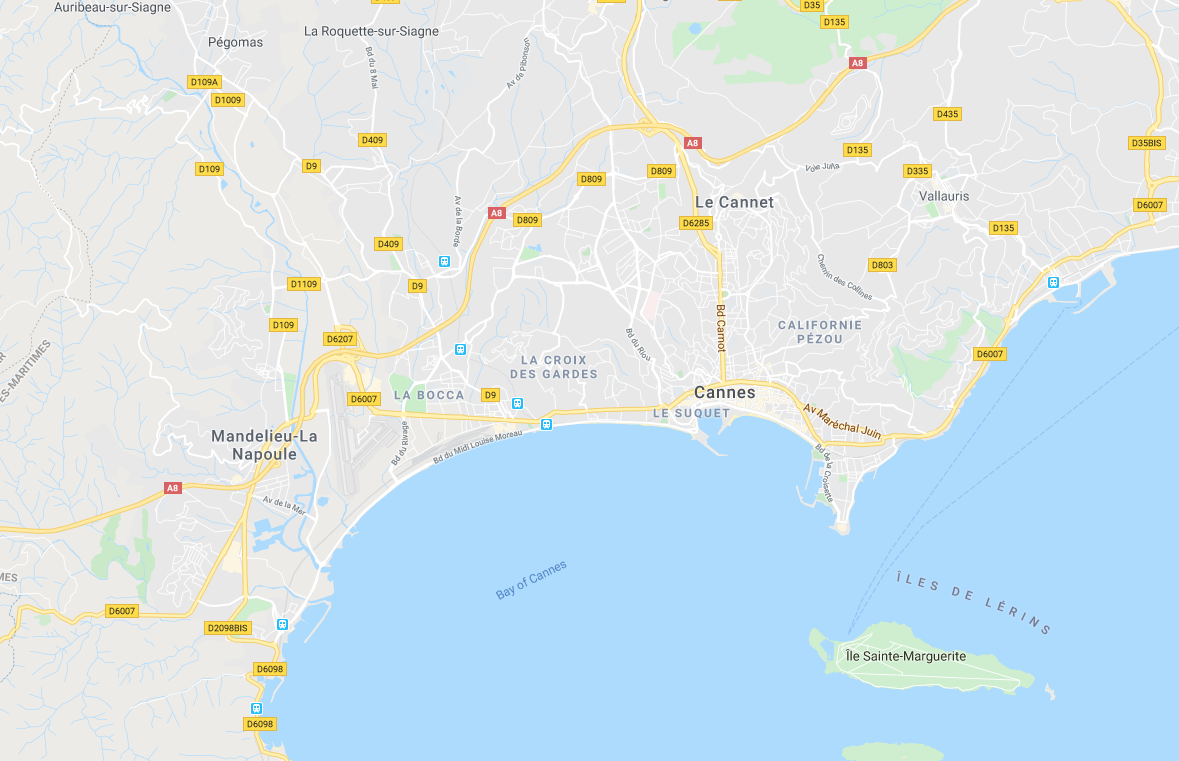 Auribeau-sur-Siagne
D35
D135
La Roquette-sur-Siagne
Pégomas
Bd du 8 Mai
Av de Pibonson
A8
D109A
D1009
D435
D409
A8
D135
D35BIS
D109
D9
D809
D809
Voie Julia
D335
Vallauris
Le Cannet
D6007
Av de la Borde
A8
D809
D6285
D135
D409
D803
Chemin des Collines
D1109
D9
D109
Bd Carnot
CALIFORNIE
PÉZOU
D6207
Bd du Riou
D6007
LA CROIX
DES GARDES
MES-MARITIMES
D6007
LA BOCCA
D9
Cannes
LE SUQUET
Av Maréchal Juin
Bd du Rivage
Bd du Midi Louise Moreau
Mandelieu-La
Napoule
Bd de la Croisette
A8
Av de la Mer
Bay of Cannes
MES
ÎLES DE LÉRINS
D6007
D2098BIS
Île Sainte-Marguerite
D6098
D6098